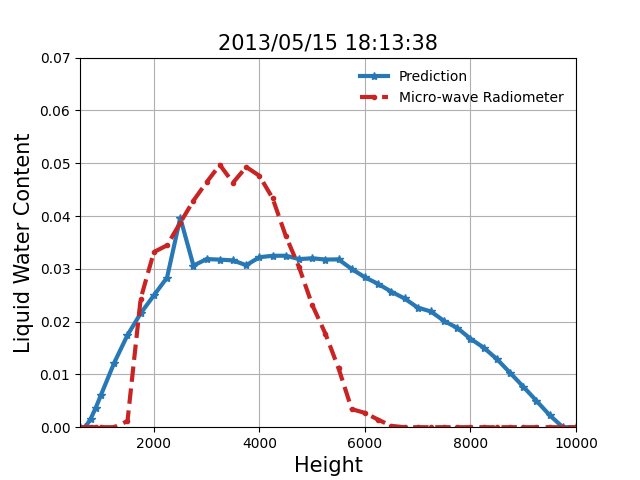 2013/05/15 18:13:38
Prediction
Micro-wave Radiometer
Liquid Water Content
0.07
0.06
0.05
0.04
0.03
0.02
0.01
0.00
2000 4000 6000 8000 10000
Height